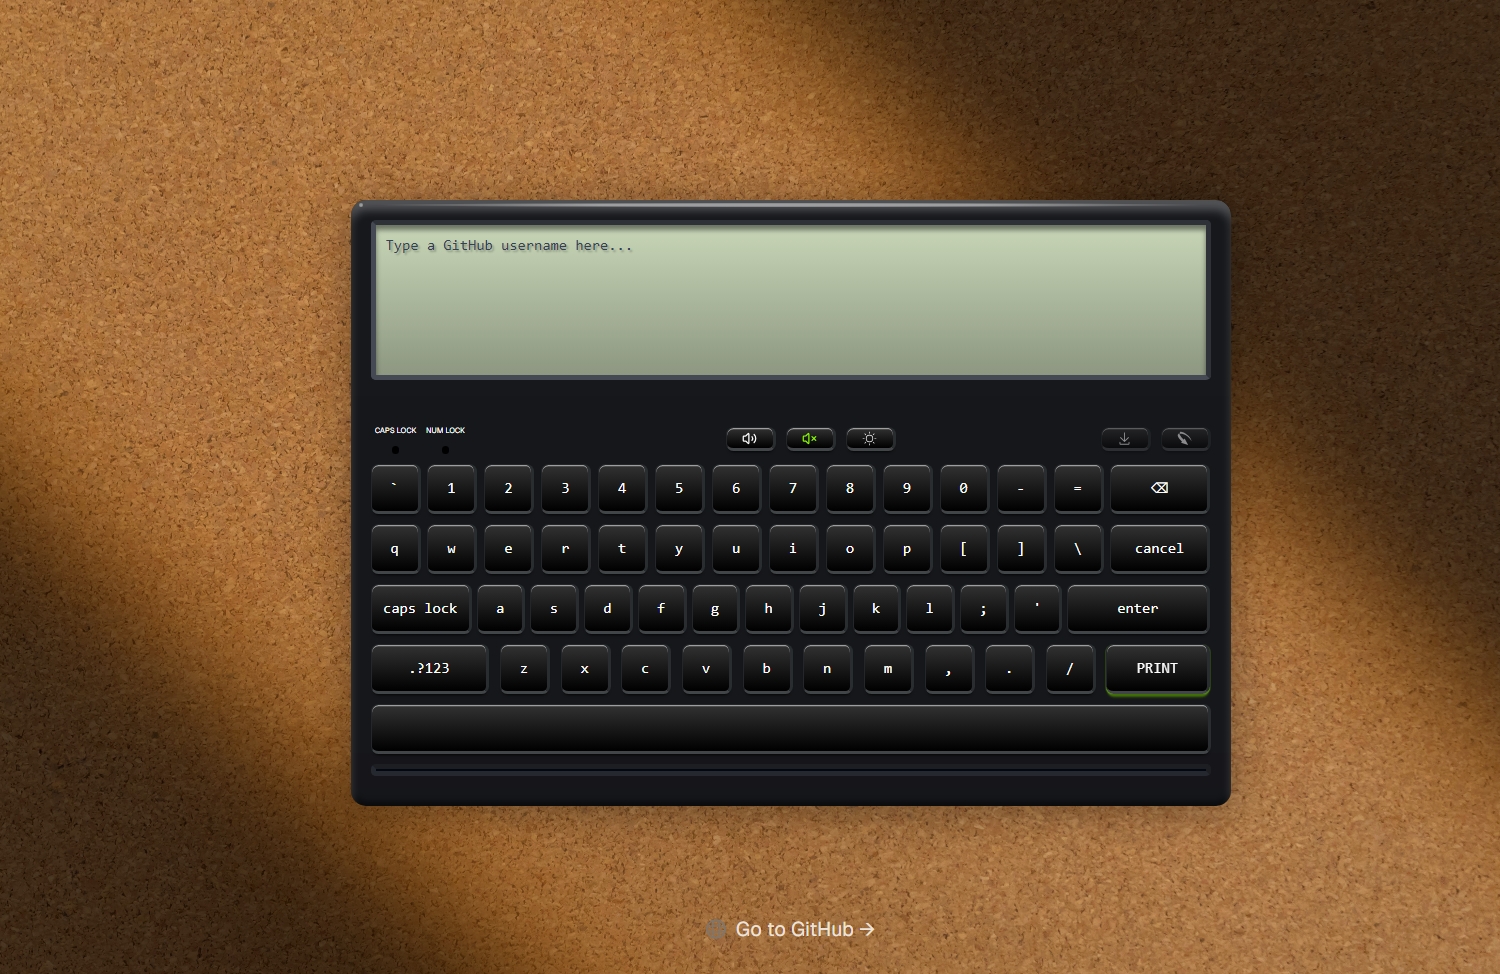 Type a GitHub username here...
CAPS LOCK NUM LOCK
` 1 2 3 4 5 6 7 8 9 0 - = ⌫
q w e r t y u i o p [ ] \ cancel
caps lock a s d f g h j k l ; ' enter
.?123 z x c v b n m , . / PRINT
Go to GitHub →